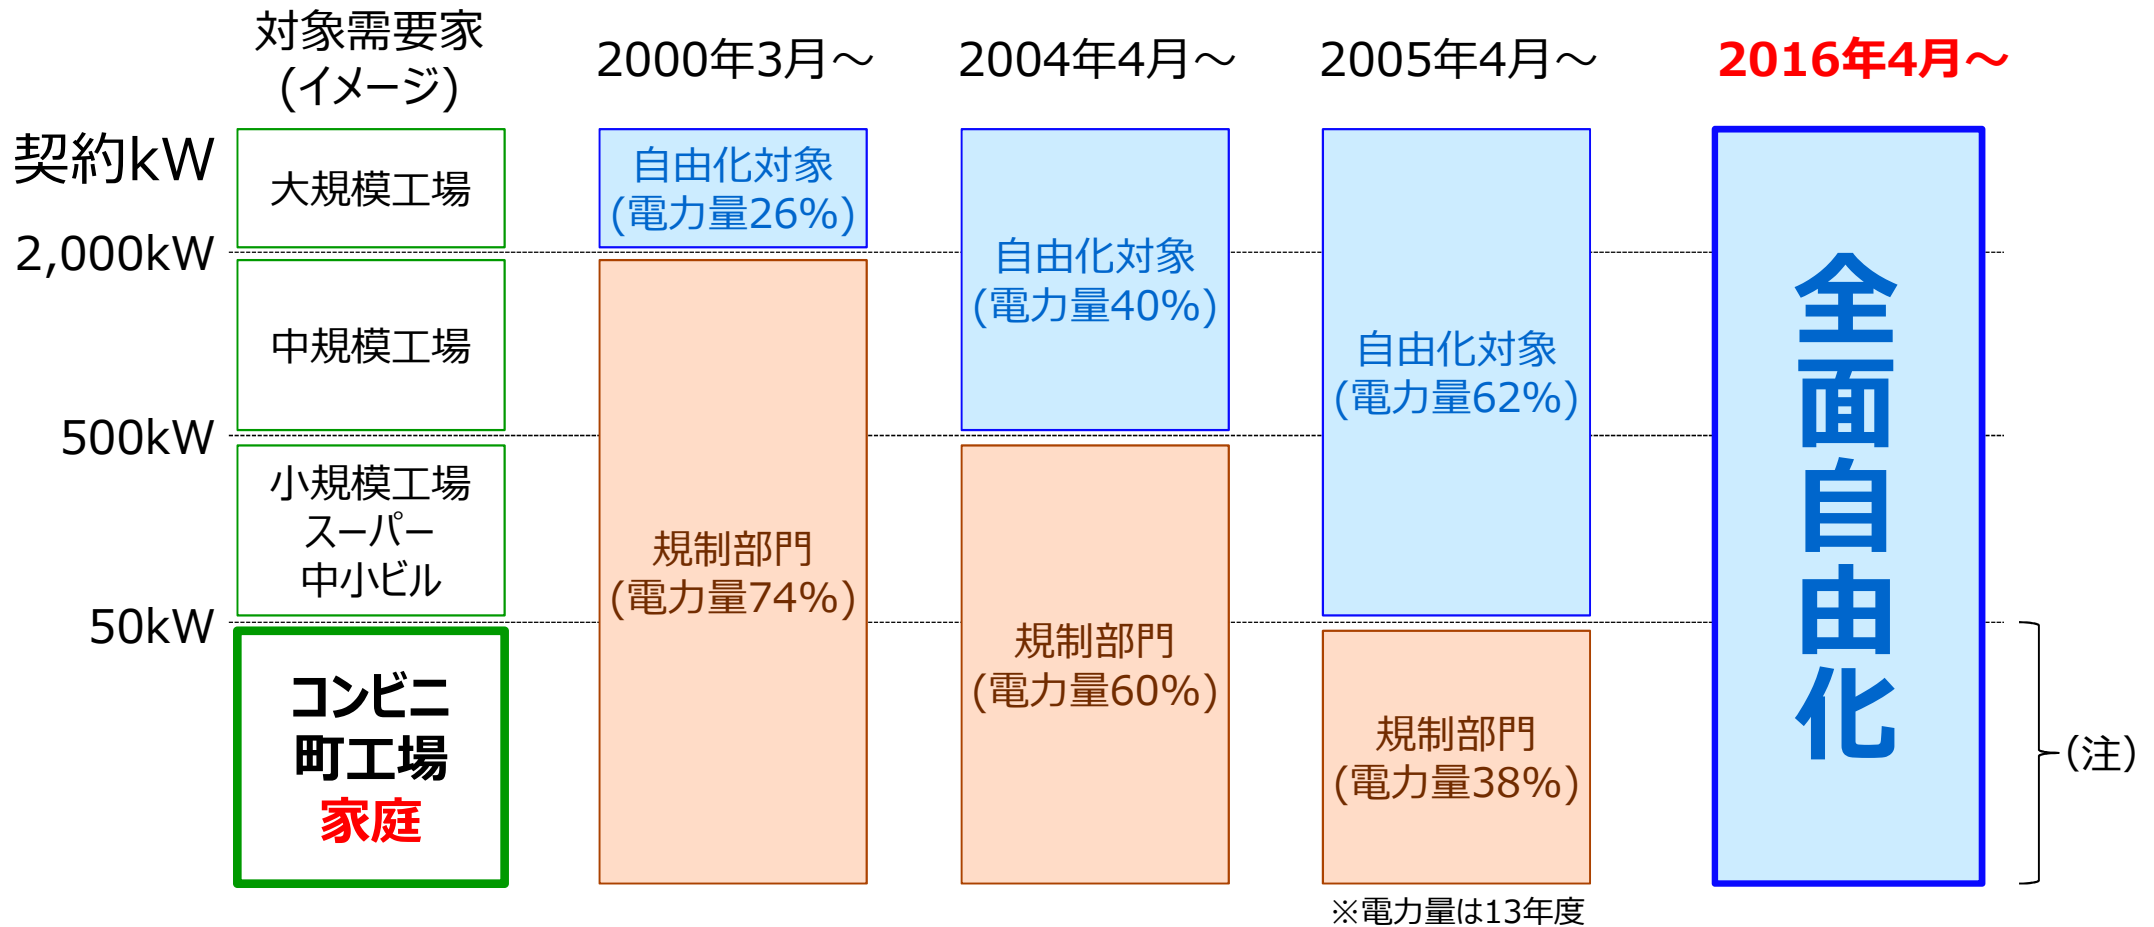 対象需要家
(イメージ)
2000年3月～
2004年4月～
2005年4月～
2016年4月～
契約kW
2,000kW
500kW
50kW
大規模工場
中規模工場
小規模工場
スーパー
中小ビル
コンビニ
町工場
家庭
自由化対象
(電力量26%)
規制部門
(電力量74%)
自由化対象
(電力量40%)
規制部門
(電力量60%)
自由化対象
(電力量62%)
規制部門
(電力量38%)
※電力量は13年度
全面自由化
(注)